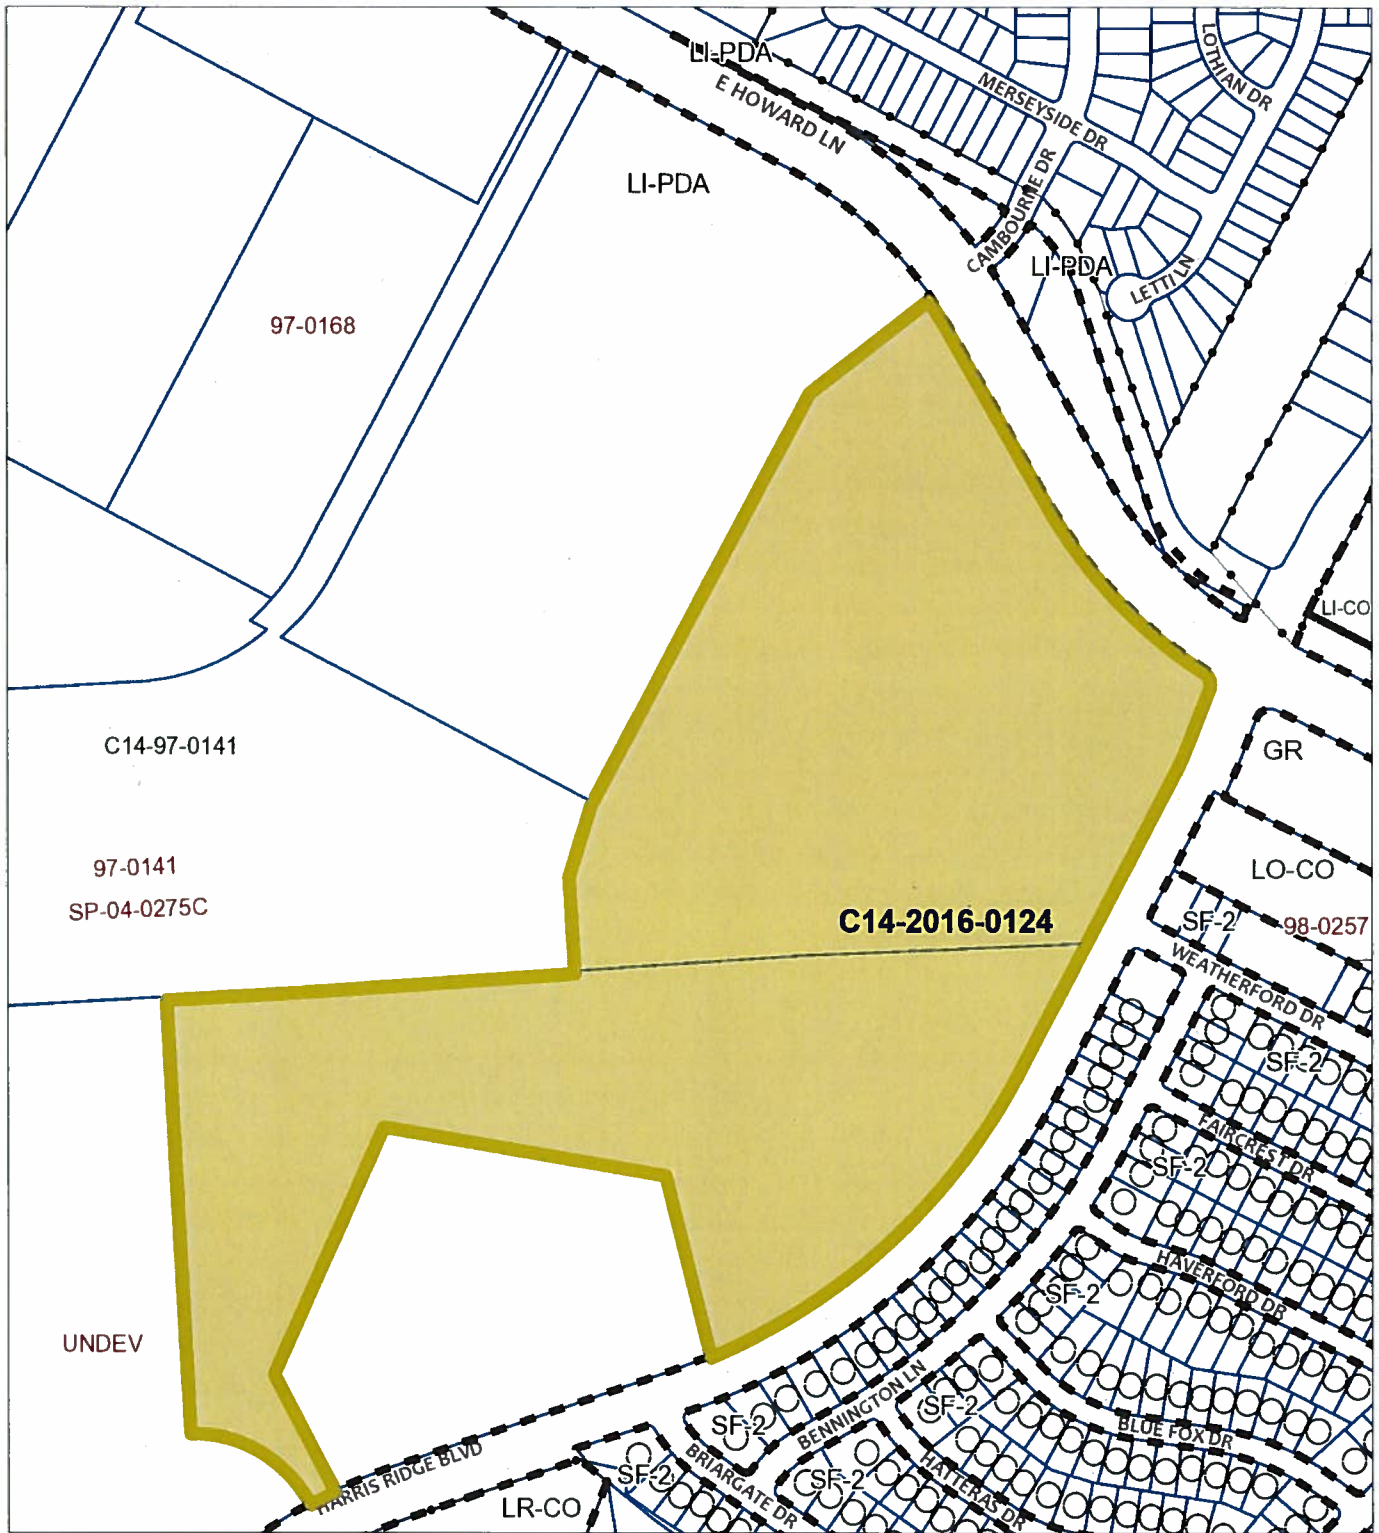 LI-PDA
E HOWARD LN
MERSEYSIDE DR
LOTHIAN DR
CAMBOURNE DR
LI-PDA
LI-PDA
LETTI LN
97-0168
LI-CO
C14-97-0141
GR
97-0141
SP-04-0275C
LO-CO
C14-2016-0124
SF-2
98-0257
WEATHERFORD DR
SF-2
FAIRCREST DR
SF-2
HAVERFORD DR
SF-2
UNDEV
BENNINGTON LN
SF-2
SF-2
BLUE FOX DR
HARRIS RIDGE BLVD
SF-2
BRIARGATE DR
SF-2
HATTERAS DR
LR-CO